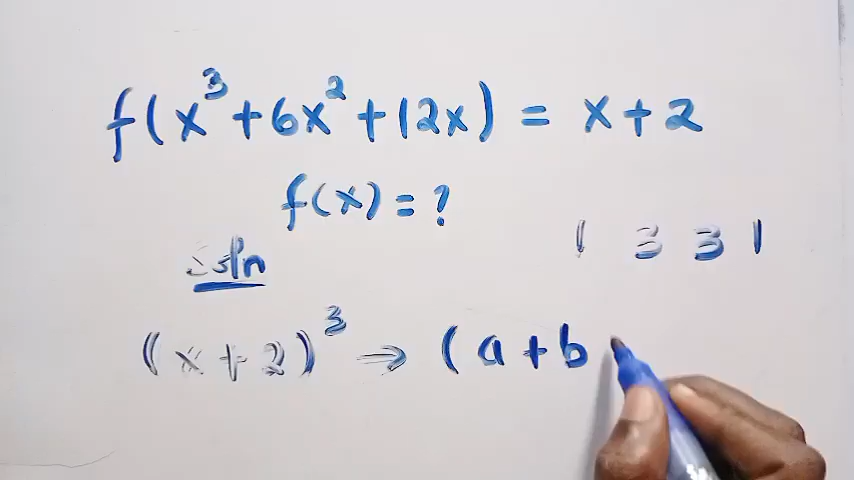 f(x³+6x²+12x) = x+2
f(x) = ?
1 3 3 1
Soln
(x+2)³ → (a+b